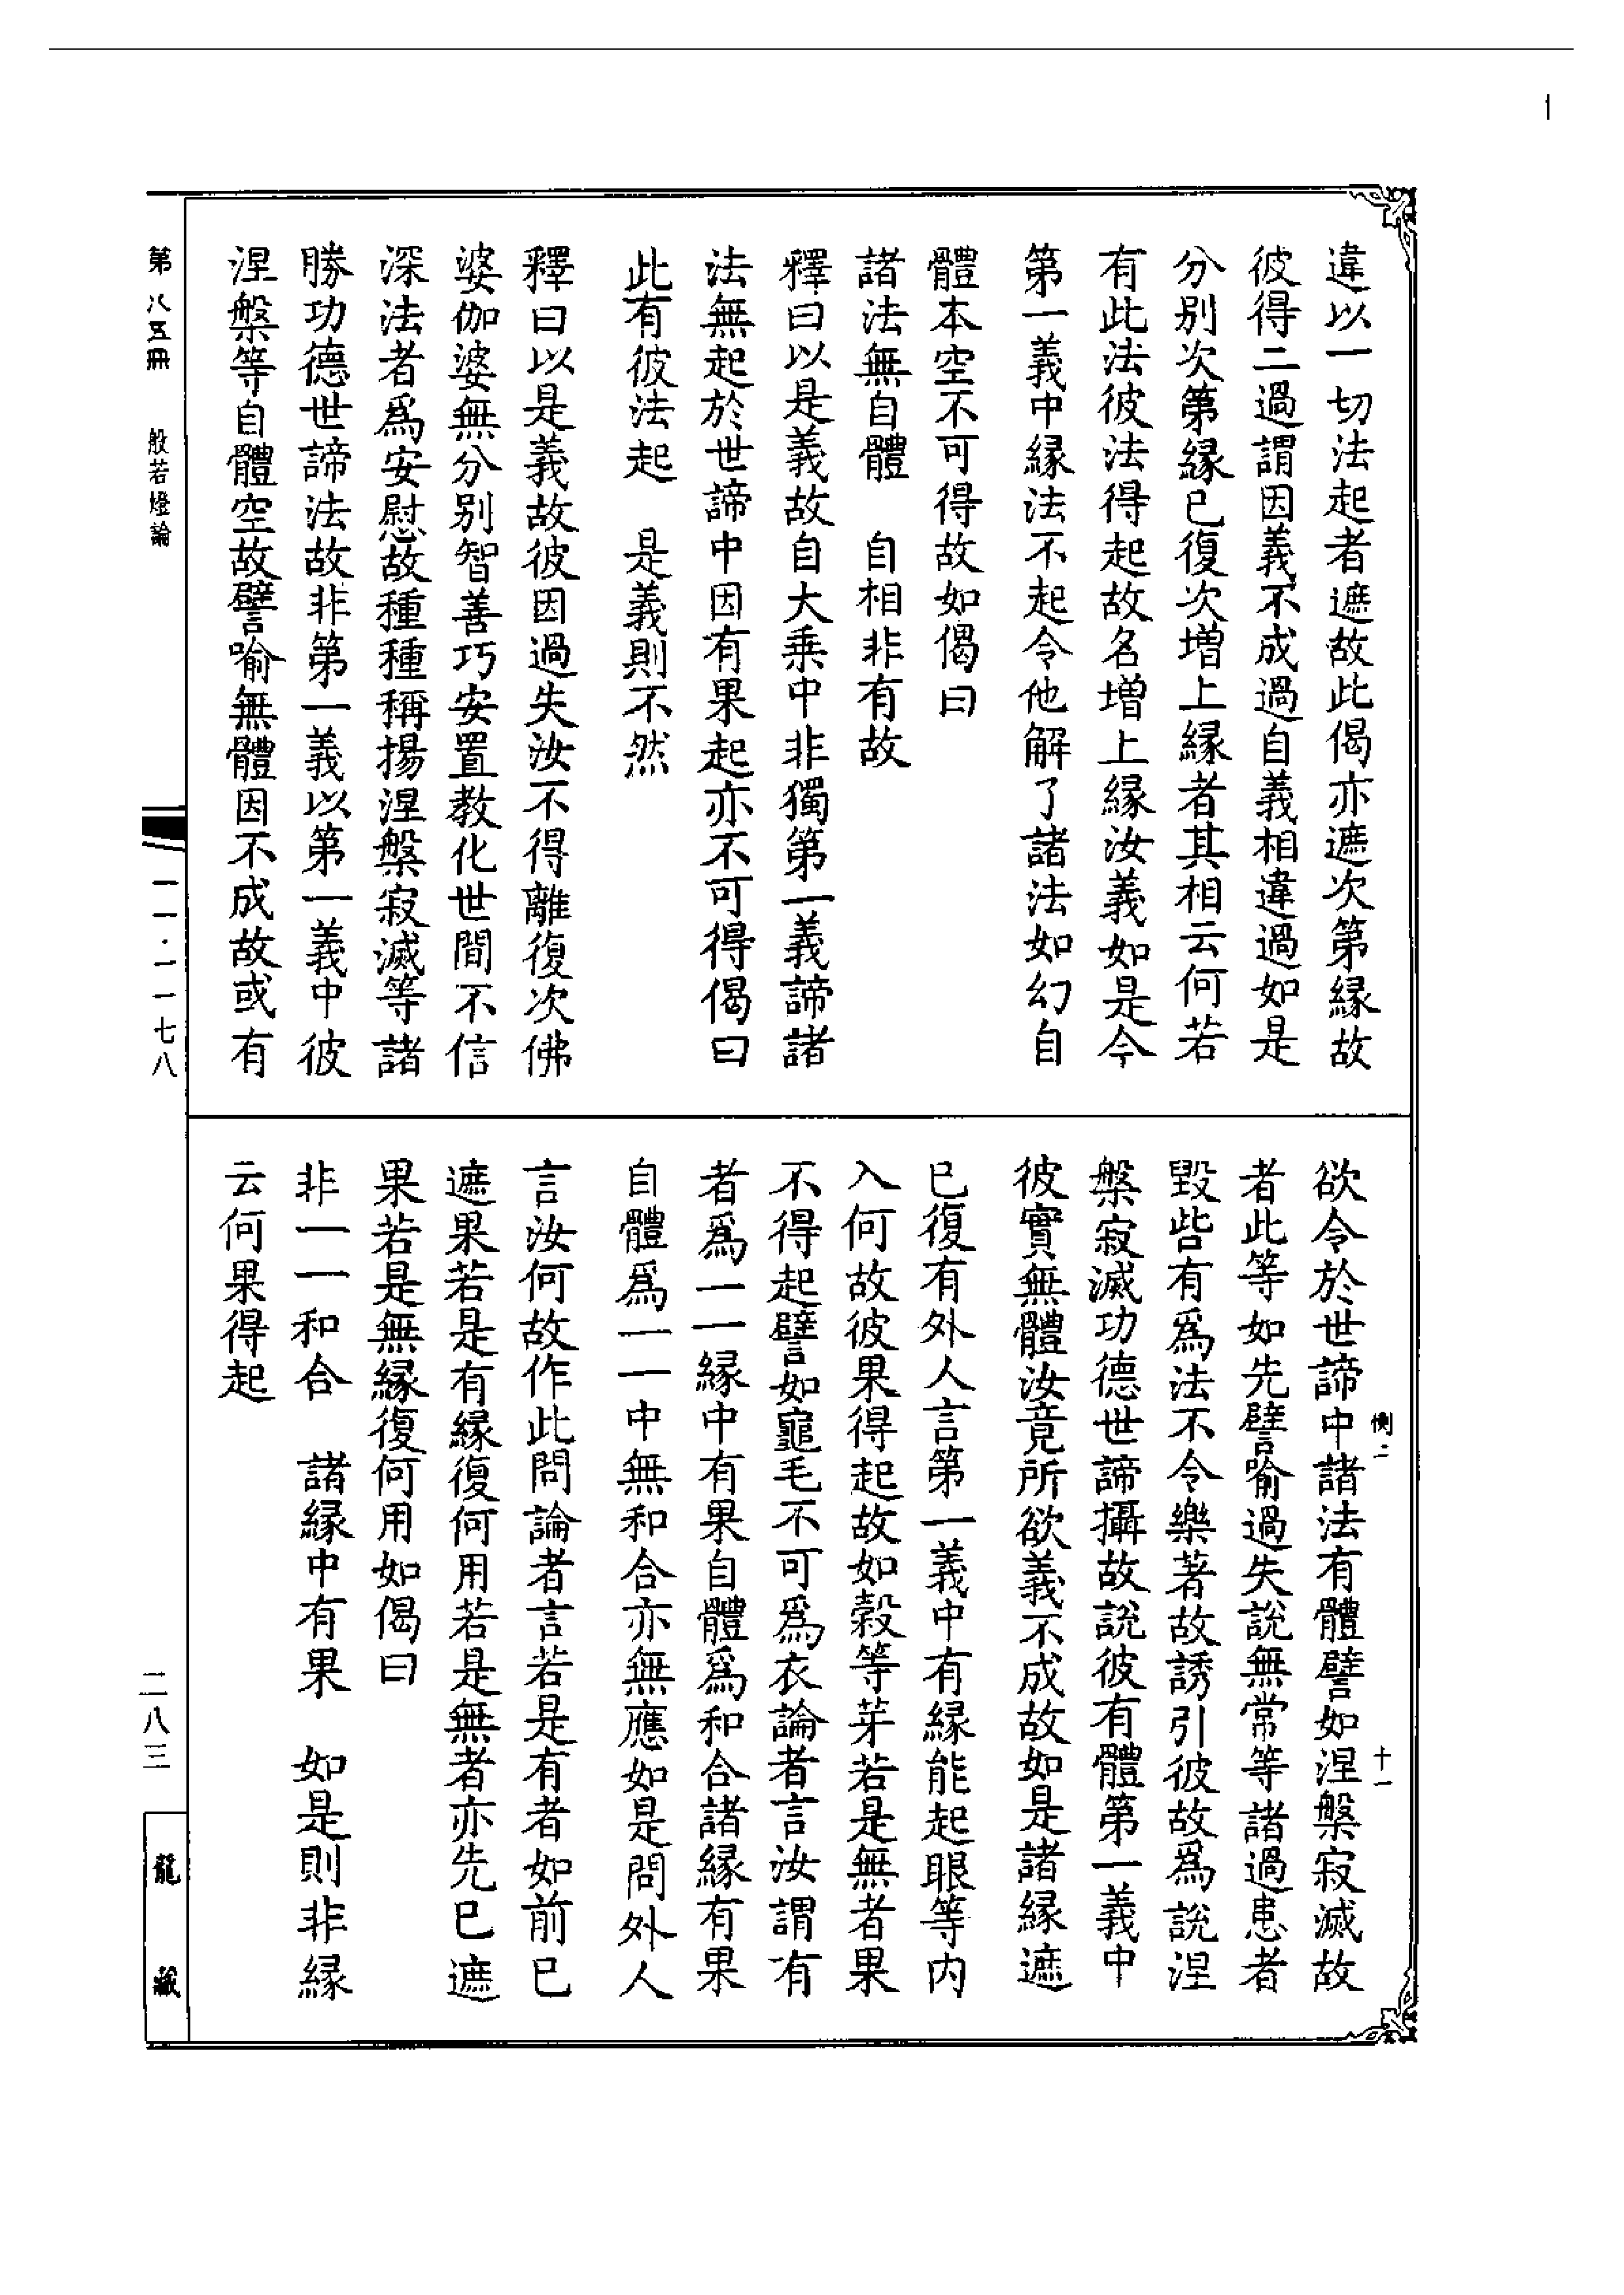 違以一切法起者遮故此偈亦遮次第縁故
彼得二過謂因義不成過自義相違過如是
分别次第縁已復次増上縁者其相云何若
有此法彼法得起故名増上縁汝義如是今
第一義中縁法不起令他解了諸法如幻自
體本空不可得故如偈曰
諸法無自體　自相非有故
釋曰以是義故自大乗中非獨第一義諦諸
法無起於世諦中因有果起亦不可得偈曰
此有彼法起　是義則不然
釋曰以是義故彼因過失汝不得離復次佛
婆伽婆無分别智善巧安置教化世間不信
深法者爲安慰故種種稱揚涅槃寂滅等諸
勝功德世諦法故非第一義以第一義中彼
涅槃等自體空故譬喻無體因不成故或有
欲令於世諦中諸法有體譬如涅槃寂滅故
者此等如先譬喻過失說無常等諸過患者
毀呰有爲法不令樂著故誘引彼故爲說涅
槃寂滅功德世諦攝故說彼有體第一義中
彼實無體汝竟所欲義不成故如是諸縁遮
已復有外人言第一義中有縁能起眼等内
入何故彼果得起故如穀等芽若是無者果
不得起譬如龜毛不可爲衣論者言汝謂有
者爲一一縁中有果自體爲和合諸縁有果
自體爲一一中無和合亦無應如是問外人
言汝何故作此問論者言若是有者如前已
遮果若是有縁復何用若是無者亦先已遮
果若是無縁復何用如偈曰
非一一和合　諸縁中有果　如是則非縁
云何果得起
惻二
十一
第八五冊　般若燈論
一一·一一七八
二八三
龍藏